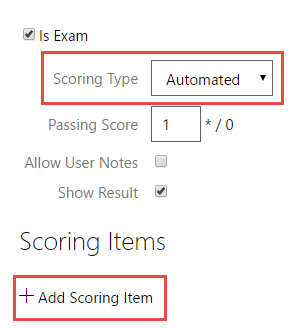 Is Exam
Scoring Type Automated
Passing Score 1 * / 0
Allow User Notes
Show Result
Scoring Items
+ Add Scoring Item